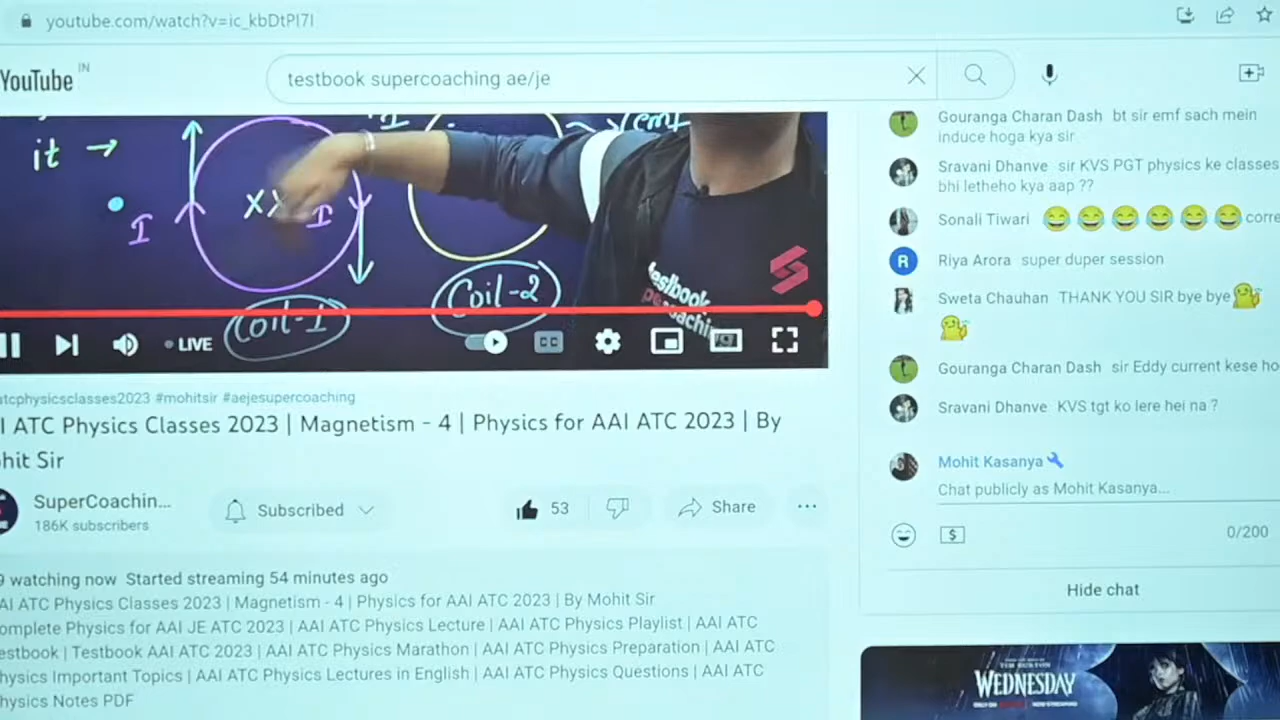 youtube.com/watch?v=ic_kbDtPl7I
YouTube IN
testbook supercoaching ae/je
it →
I
I
Coil-1
Coil-2
testbook
LIVE
atcphysicsclasses2023 #mohitsir #aejesupercoaching
I ATC Physics Classes 2023 | Magnetism - 4 | Physics for AAI ATC 2023 | By
hit Sir
SuperCoachin...
186K subscribers
Subscribed
53
Share
9 watching now Started streaming 54 minutes ago
AI ATC Physics Classes 2023 | Magnetism - 4 | Physics for AAI ATC 2023 | By Mohit Sir
omplete Physics for AAI JE ATC 2023 | AAI ATC Physics Lecture | AAI ATC Physics Playlist | AAI ATC
estbook | Testbook AAI ATC 2023 | AAI ATC Physics Marathon | AAI ATC Physics Preparation | AAI ATC
hysics Important Topics | AAI ATC Physics Lectures in English | AAI ATC Physics Questions | AAI ATC
hysics Notes PDF
Gouranga Charan Dash bt sir emf sach mein
induce hoga kya sir
Sravani Dhanve sir KVS PGT physics ke classes
bhi letheho kya aap ??
Sonali Tiwari 😂😂😂😂😂😂 corre
R Riya Arora super duper session
Sweta Chauhan THANK YOU SIR bye bye
Gouranga Charan Dash sir Eddy current kese ho
Sravani Dhanve KVS tgt ko lere hei na ?
Mohit Kasanya
Chat publicly as Mohit Kasanya...
0/200
Hide chat
TIM BURTON
WEDNESDAY